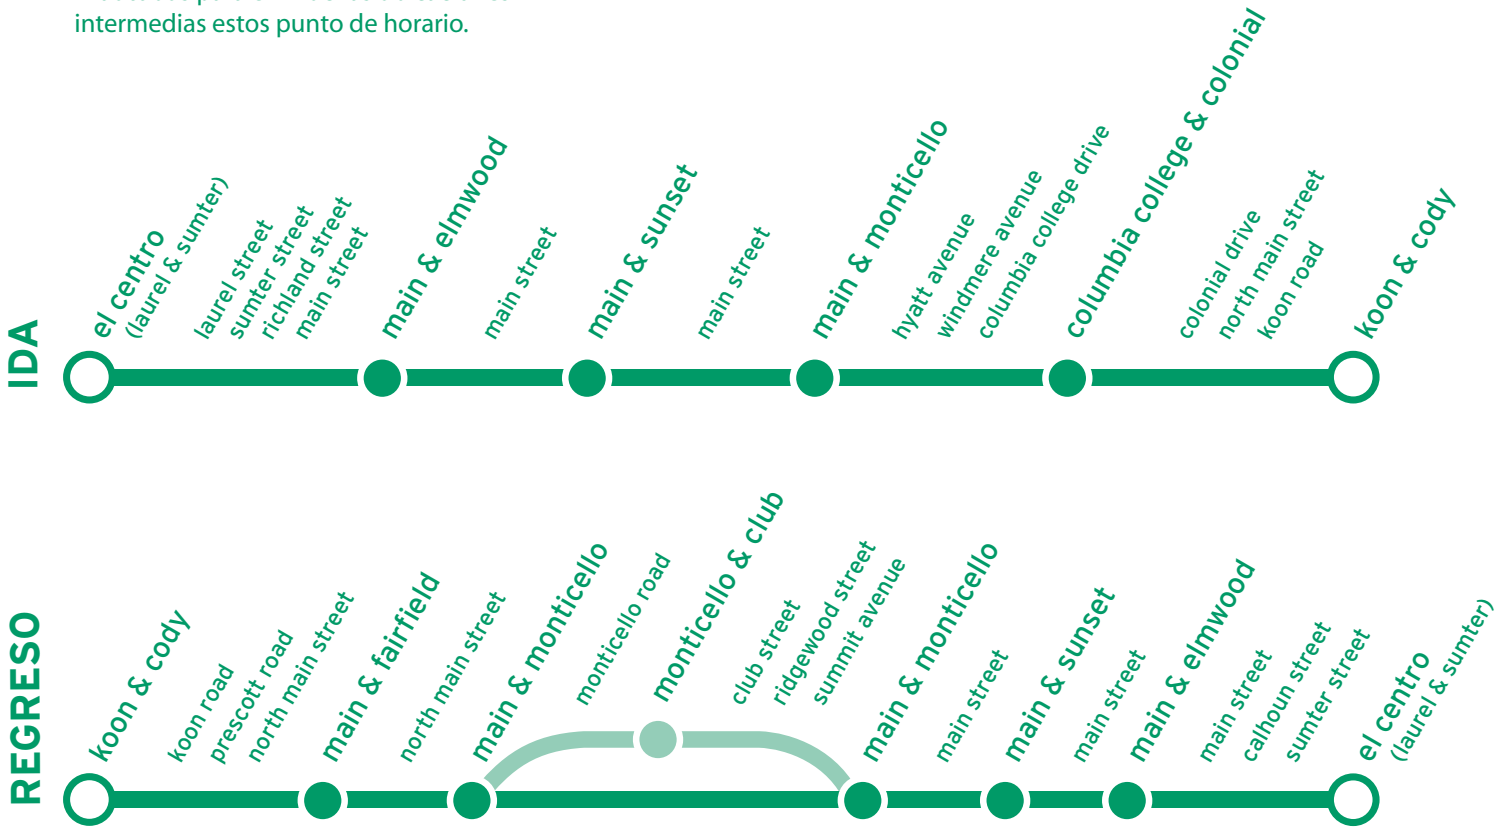 intermedias estos punto de horario.
IDA
el centro
(laurel & sumter)
laurel street
sumter street
richland street
main street
main & elmwood
main street
main & sunset
main street
main & monticello
hyatt avenue
windmere avenue
columbia college drive
columbia college & colonial
colonial drive
north main street
koon road
koon & cody
REGRESO
koon & cody
koon road
prescott road
north main street
main & fairfield
north main street
main & monticello
monticello road
monticello & club
club street
ridgewood street
summit avenue
main & monticello
main street
main & sunset
main street
main & elmwood
main street
calhoun street
sumter street
el centro
(laurel & sumter)